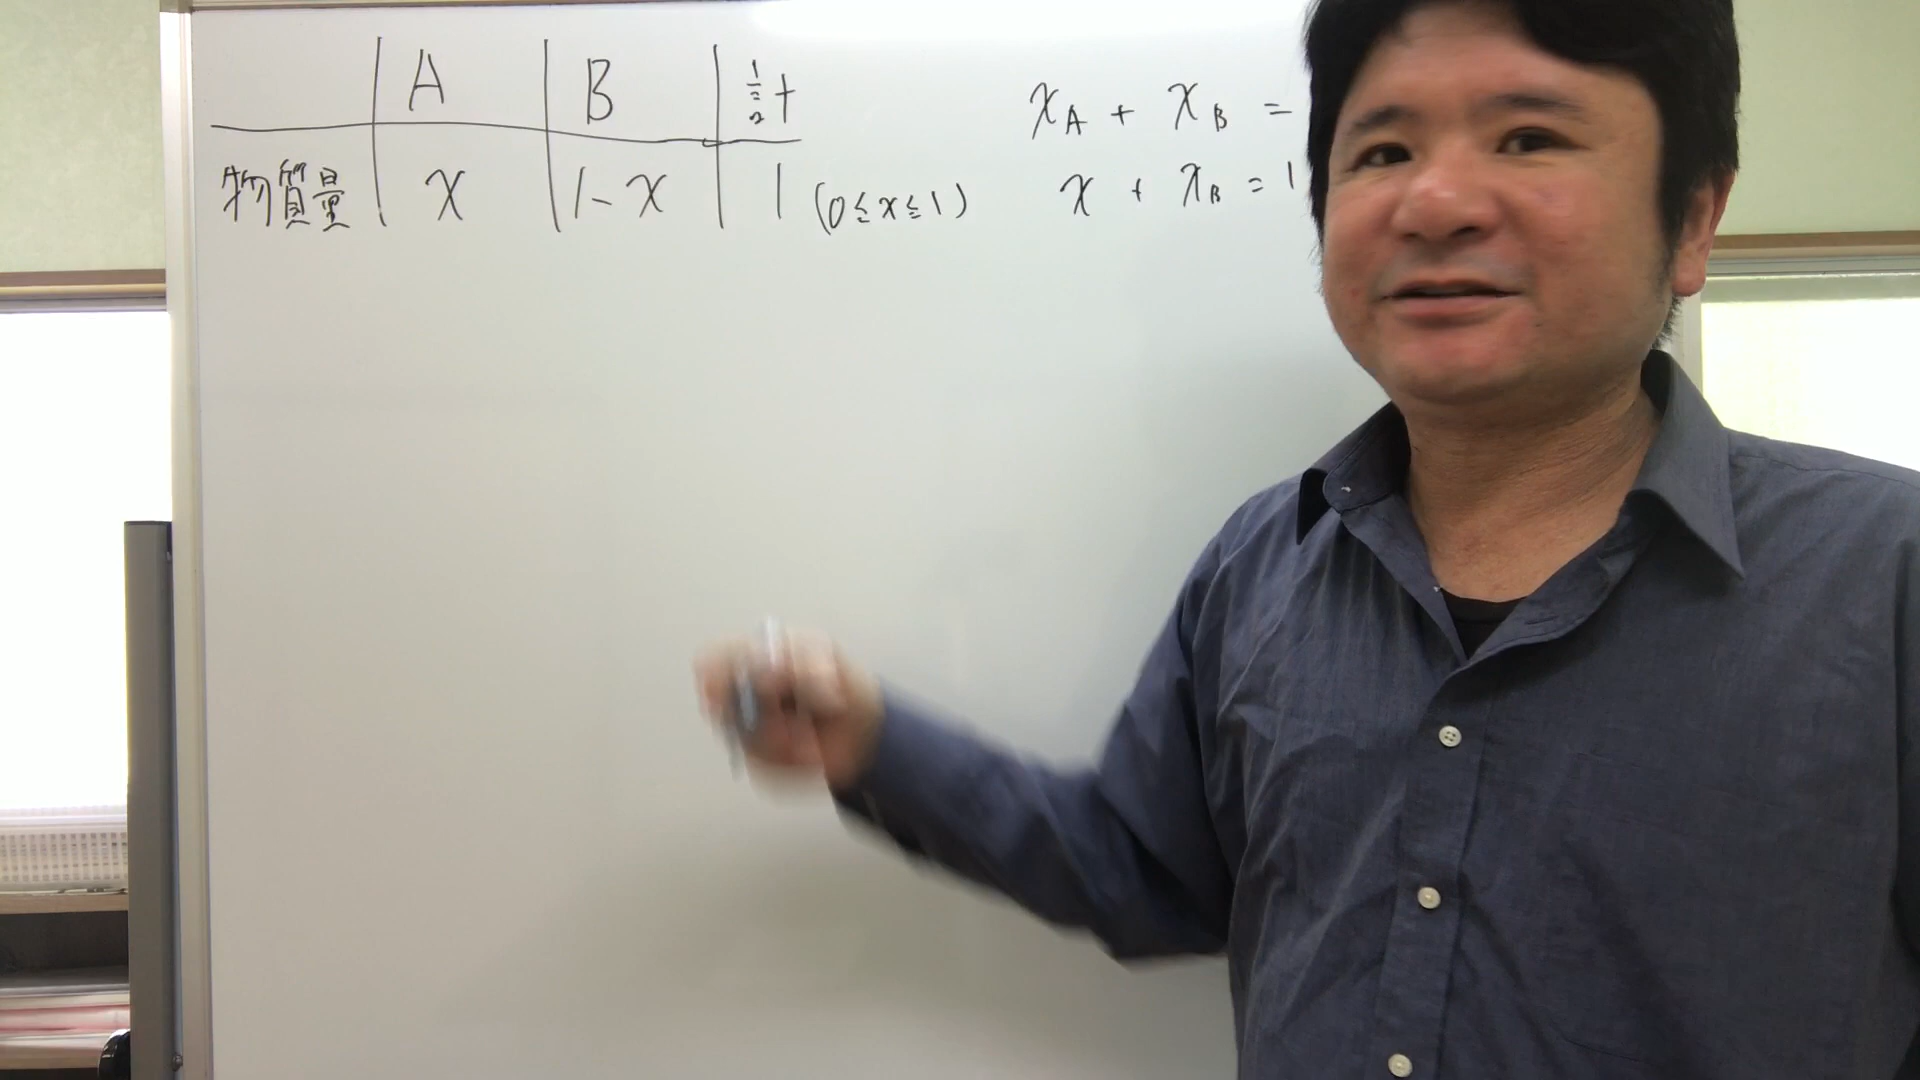 A B 計
物質量 x 1-x 1 (0≦x≦1)
x_A + x_B =
x + x_B = 1